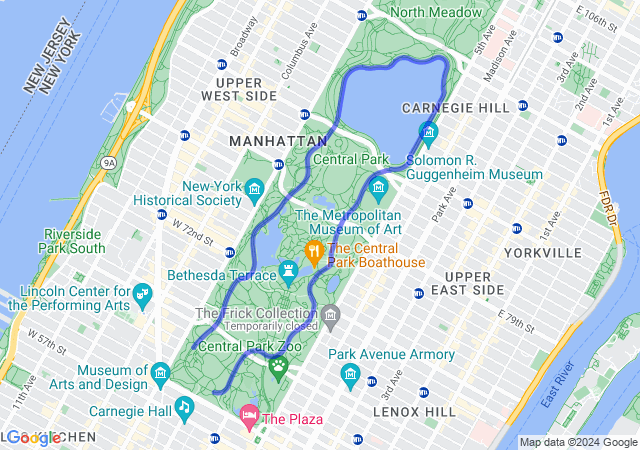 North Meadow
E 106th St
5th Ave
Madison Ave
3rd Ave
2nd Ave
1st Ave
NEW JERSEY
NEW YORK
Broadway
Columbus Ave
UPPER
WEST SIDE
CARNEGIE HILL
MANHATTAN
Central Park
Solomon R.
Guggenheim Museum
9A
New-York
Historical Society
The Metropolitan
Museum of Art
Park Ave
1st Ave
FDR Dr
W 72nd St
Riverside
Park South
The Central
Park Boathouse
YORKVILLE
Bethesda Terrace
Lincoln Center for
the Performing Arts
UPPER
EAST SIDE
The Frick Collection
Temporarily closed
E 79th St
W 57th St
Central Park Zoo
Park Avenue Armory
Museum of
Arts and Design
3rd Ave
East River
11th Ave
Carnegie Hall
The Plaza
LENOX HILL
Google
KITCHEN
Map data ©2024 Google